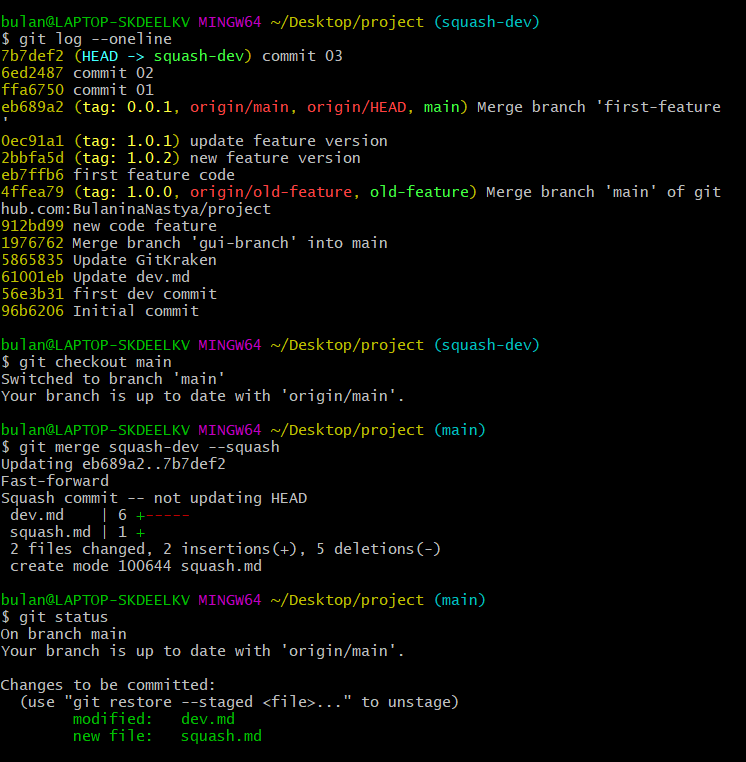 bulan@LAPTOP-SKDEELKV MINGW64 ~/Desktop/project (squash-dev)
$ git log --oneline
7b7def2 (HEAD -> squash-dev) commit 03
6ed2487 commit 02
ffa6750 commit 01
eb689a2 (tag: 0.0.1, origin/main, origin/HEAD, main) Merge branch 'first-feature
'
0ec91a1 (tag: 1.0.1) update feature version
2bbfa5d (tag: 1.0.2) new feature version
eb7ffb6 first feature code
4ffea79 (tag: 1.0.0, origin/old-feature, old-feature) Merge branch 'main' of git
hub.com:BulaninaNastya/project
912bd99 new code feature
1976762 Merge branch 'gui-branch' into main
5865835 Update GitKraken
61001eb Update dev.md
56e3b31 first dev commit
96b6206 Initial commit
bulan@LAPTOP-SKDEELKV MINGW64 ~/Desktop/project (squash-dev)
$ git checkout main
Switched to branch 'main'
Your branch is up to date with 'origin/main'.
bulan@LAPTOP-SKDEELKV MINGW64 ~/Desktop/project (main)
$ git merge squash-dev --squash
Updating eb689a2..7b7def2
Fast-forward
Squash commit -- not updating HEAD
 dev.md    | 6 +-----
 squash.md | 1 +
 2 files changed, 2 insertions(+), 5 deletions(-)
 create mode 100644 squash.md
bulan@LAPTOP-SKDEELKV MINGW64 ~/Desktop/project (main)
$ git status
On branch main
Your branch is up to date with 'origin/main'.
Changes to be committed:
  (use "git restore --staged <file>..." to unstage)
        modified:   dev.md
        new file:   squash.md